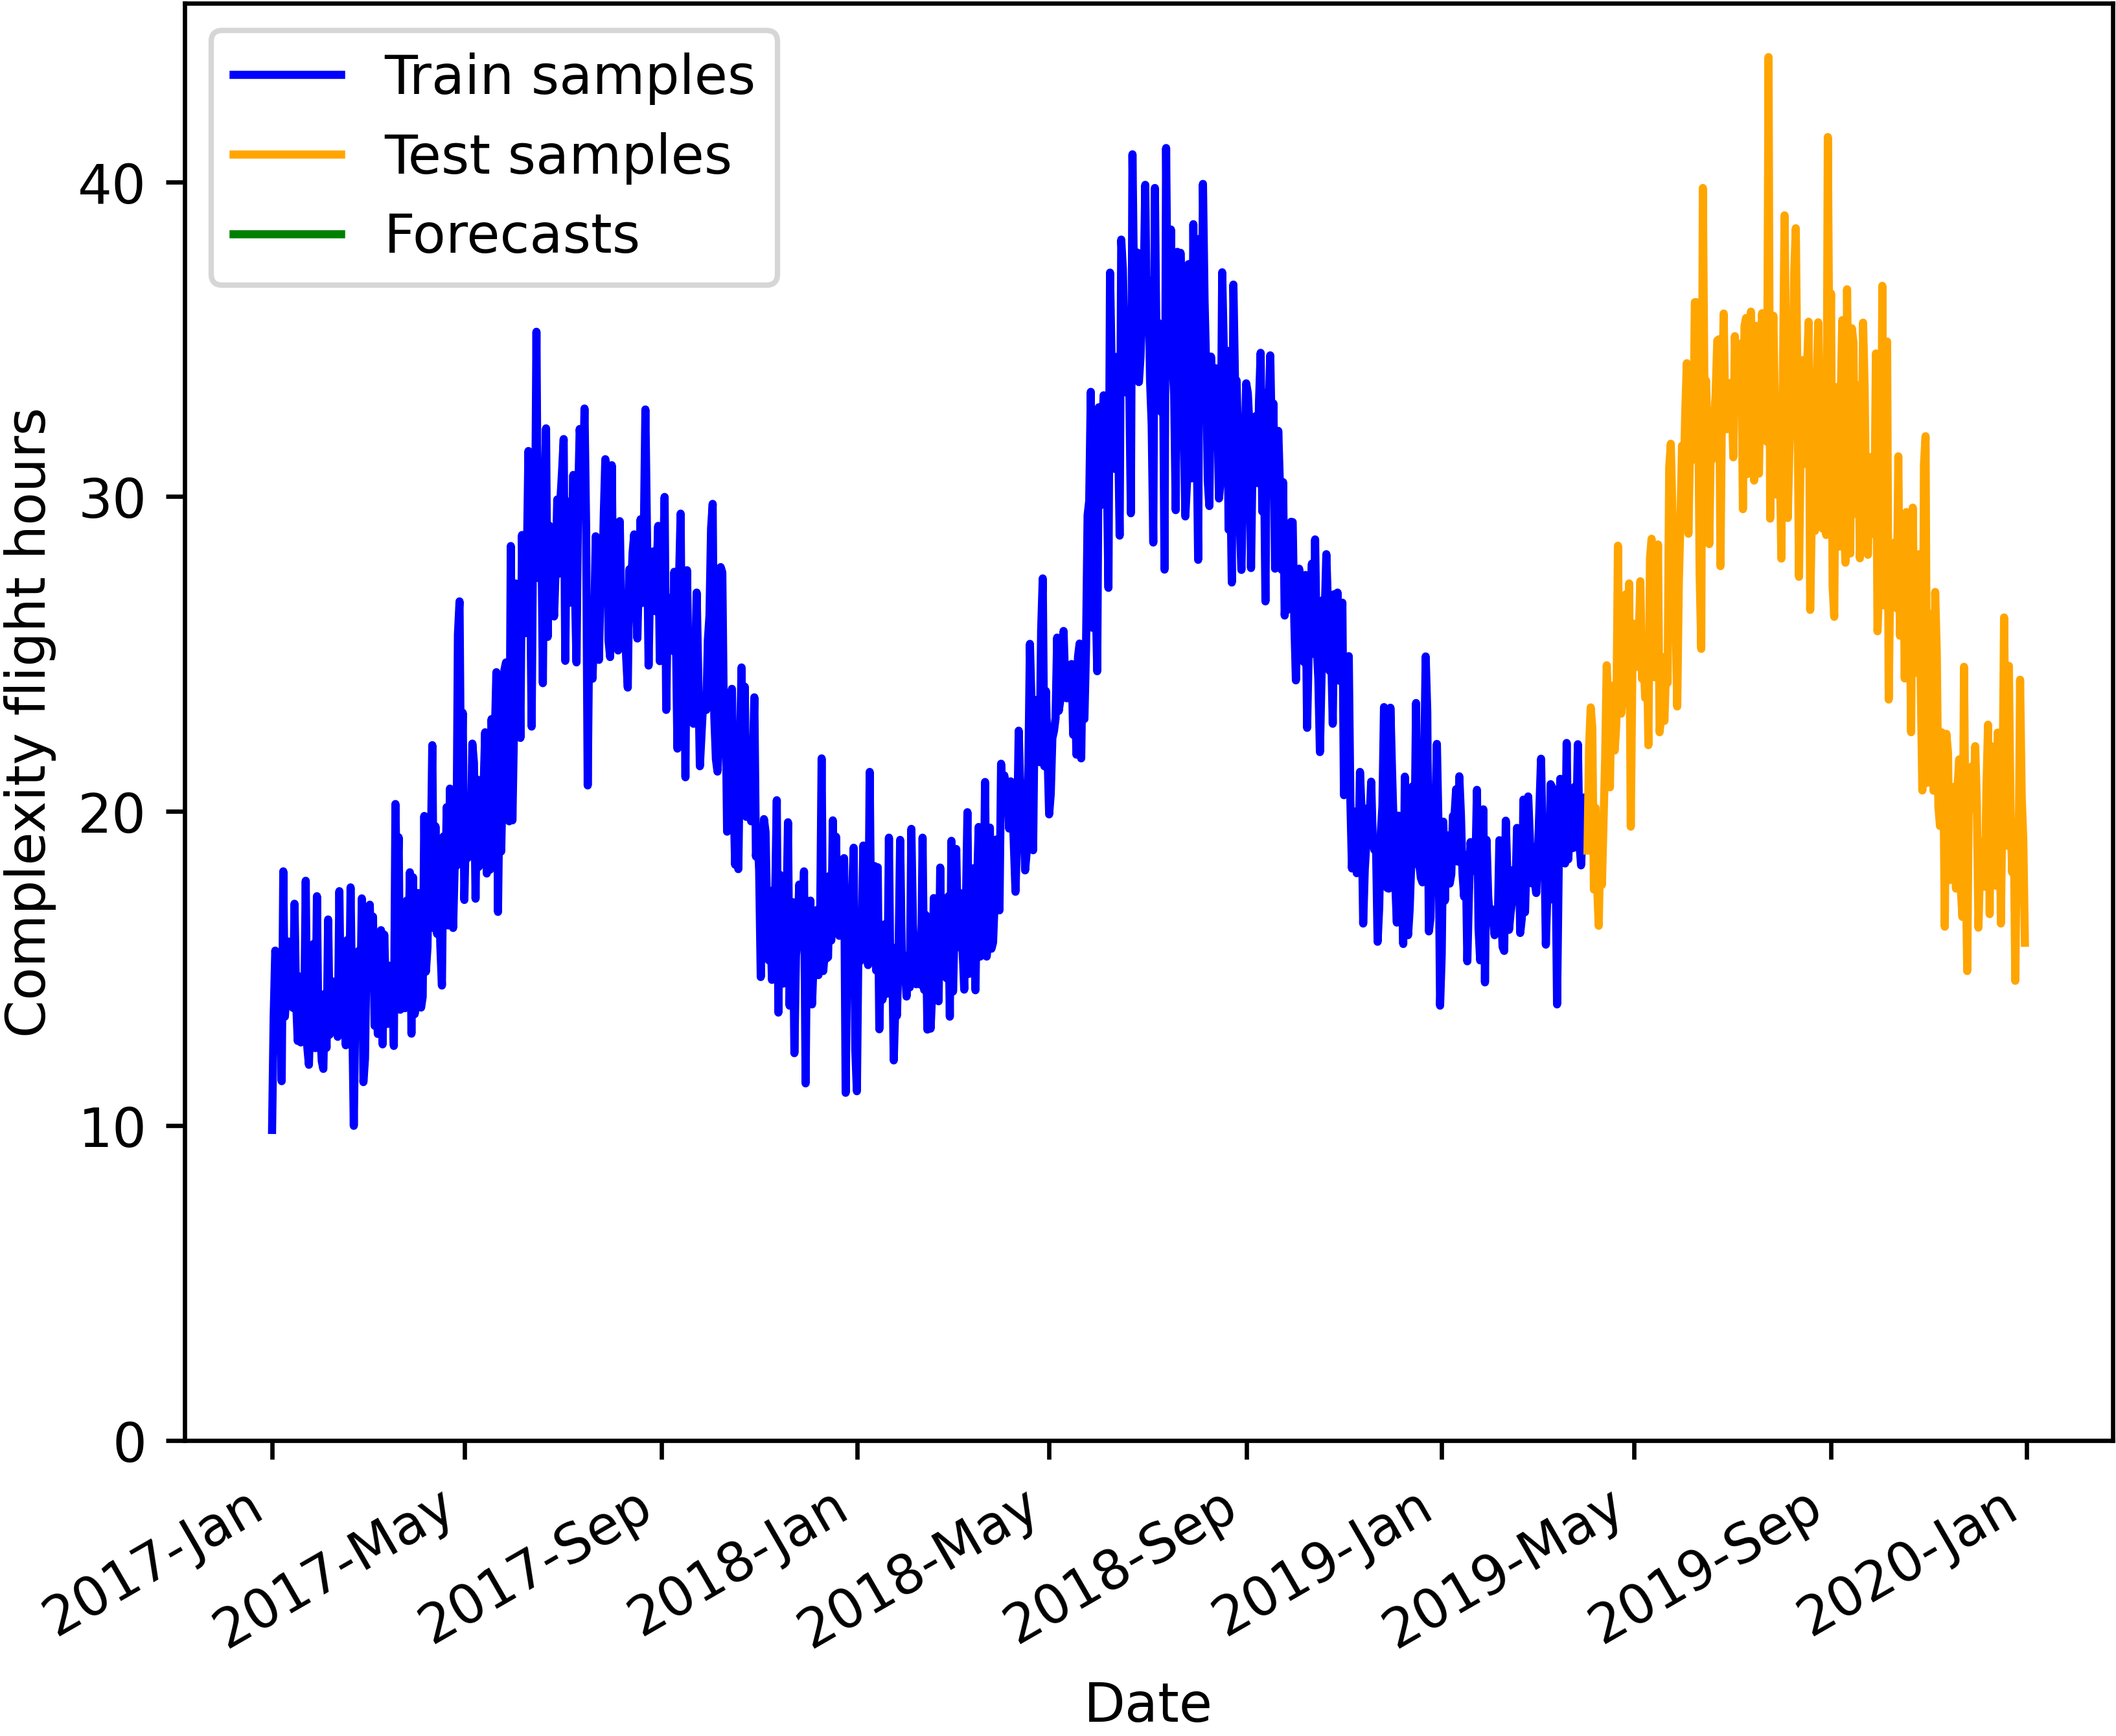 Train samples
Test samples
Forecasts
40
30
20
10
0
Complexity flight hours
2017-Jan
2017-May
2017-Sep
2018-Jan
2018-May
2018-Sep
2019-Jan
2019-May
2019-Sep
2020-Jan
Date